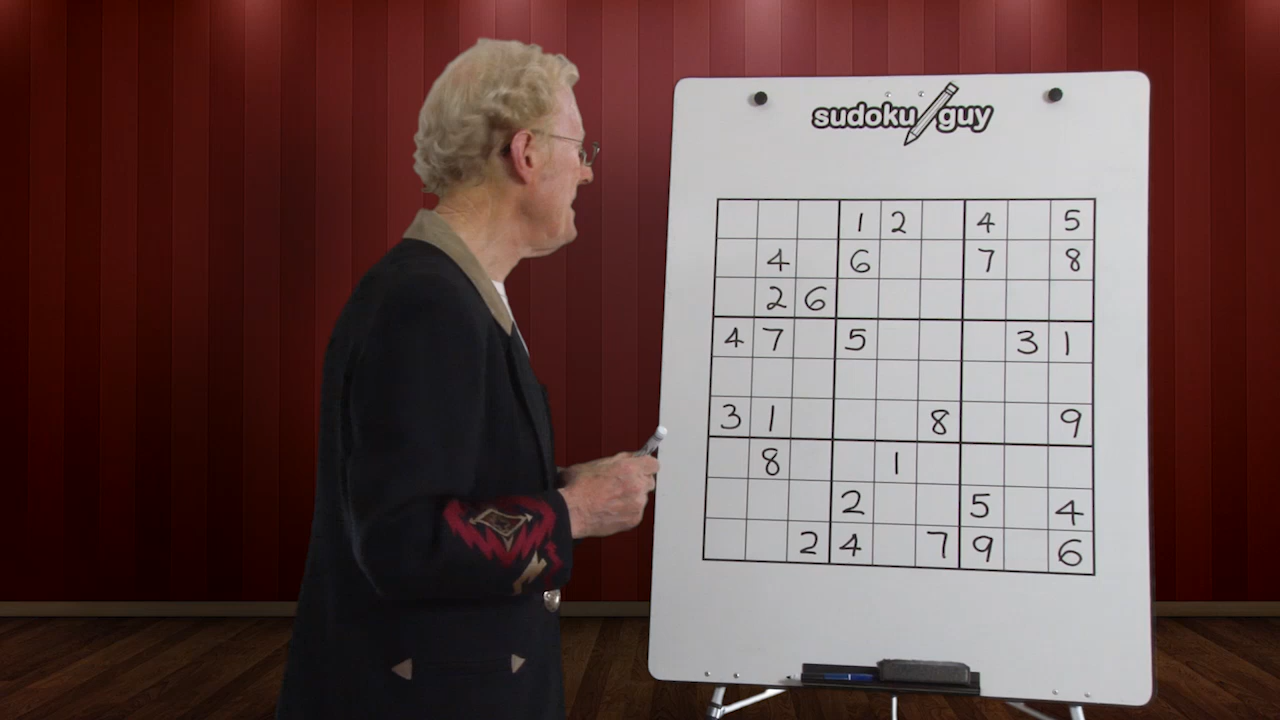 sudoku guy
1 2 4 5
4 6 7 8
2 6
4 7 5 3 1
3 1 8 9
8 1
2 5 4
2 4 7 9 6